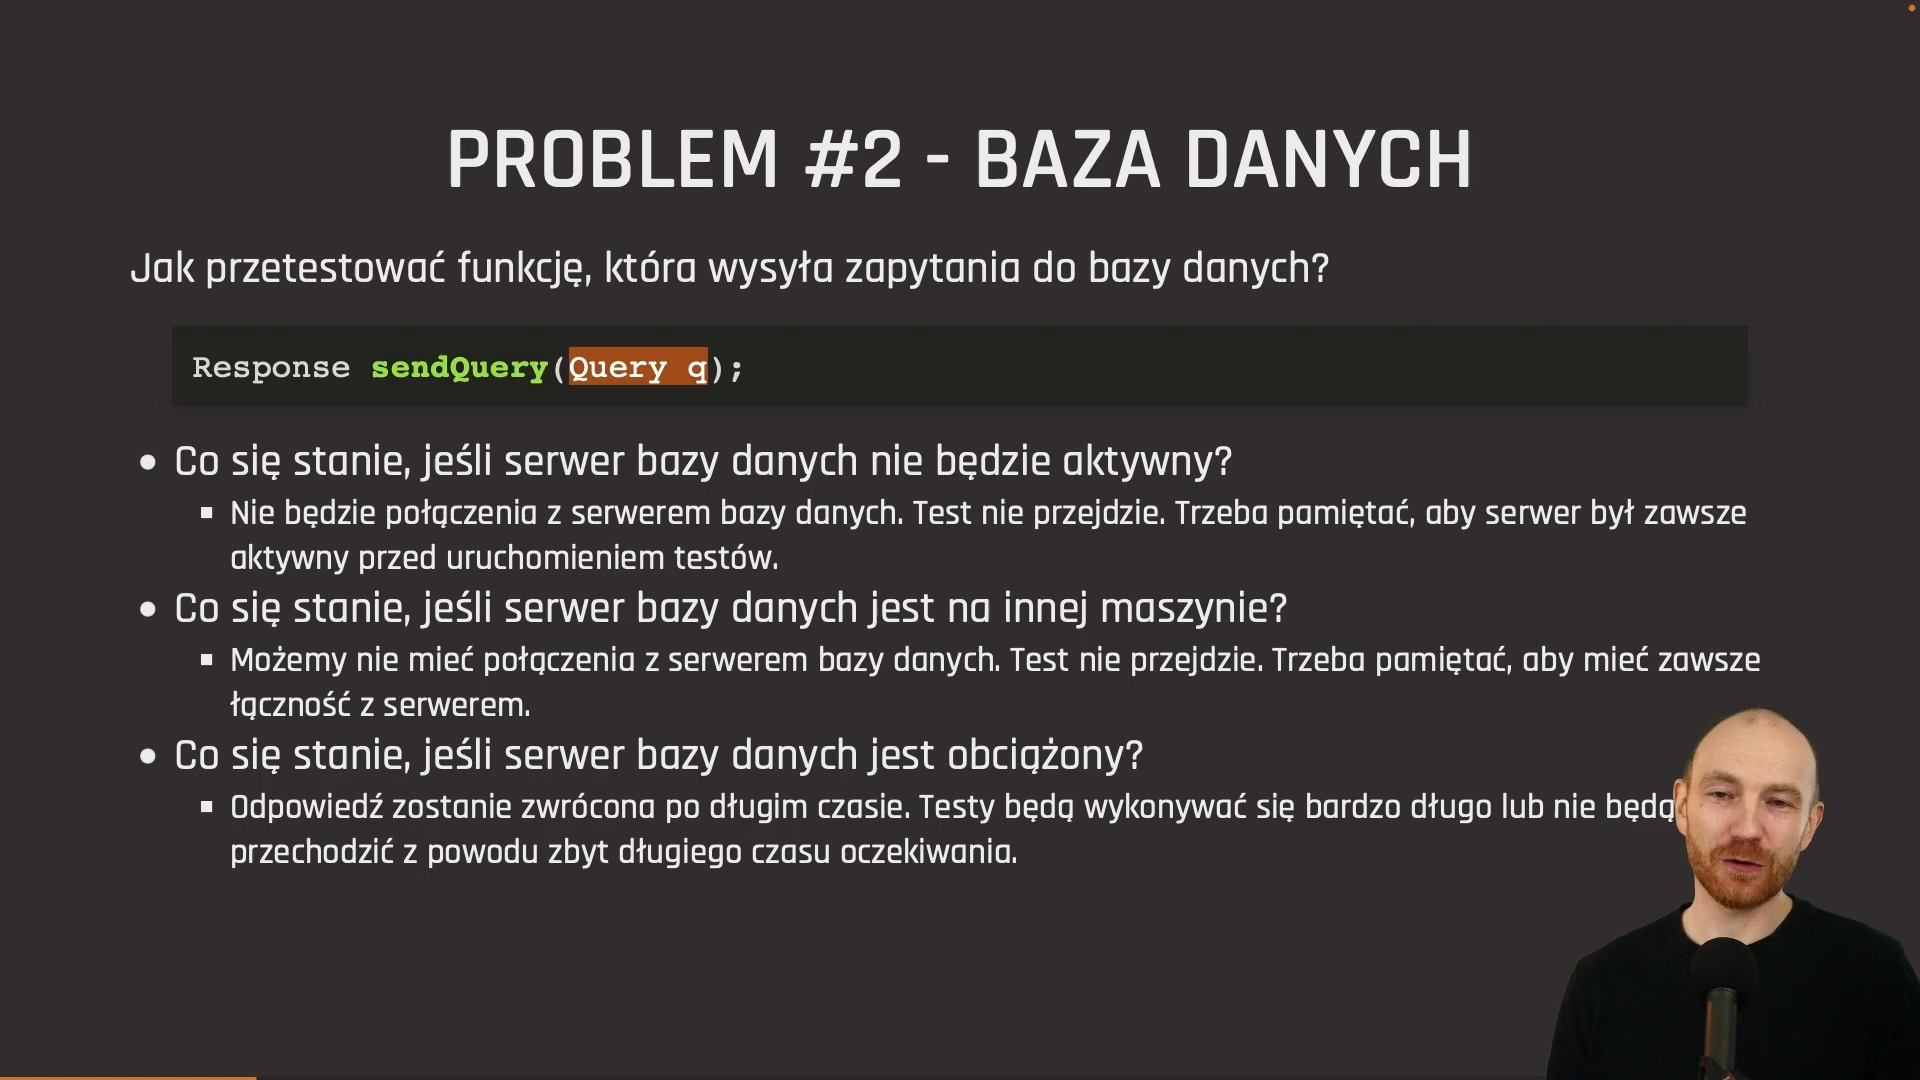 PROBLEM #2 - BAZA DANYCH
Jak przetestować funkcję, która wysyła zapytania do bazy danych?
Response sendQuery(Query q);
Co się stanie, jeśli serwer bazy danych nie będzie aktywny?
Nie będzie połączenia z serwerem bazy danych. Test nie przejdzie. Trzeba pamiętać, aby serwer był zawsze
aktywny przed uruchomieniem testów.
Co się stanie, jeśli serwer bazy danych jest na innej maszynie?
Możemy nie mieć połączenia z serwerem bazy danych. Test nie przejdzie. Trzeba pamiętać, aby mieć zawsze
łączność z serwerem.
Co się stanie, jeśli serwer bazy danych jest obciążony?
Odpowiedź zostanie zwrócona po długim czasie. Testy będą wykonywać się bardzo długo lub nie będą
przechodzić z powodu zbyt długiego czasu oczekiwania.